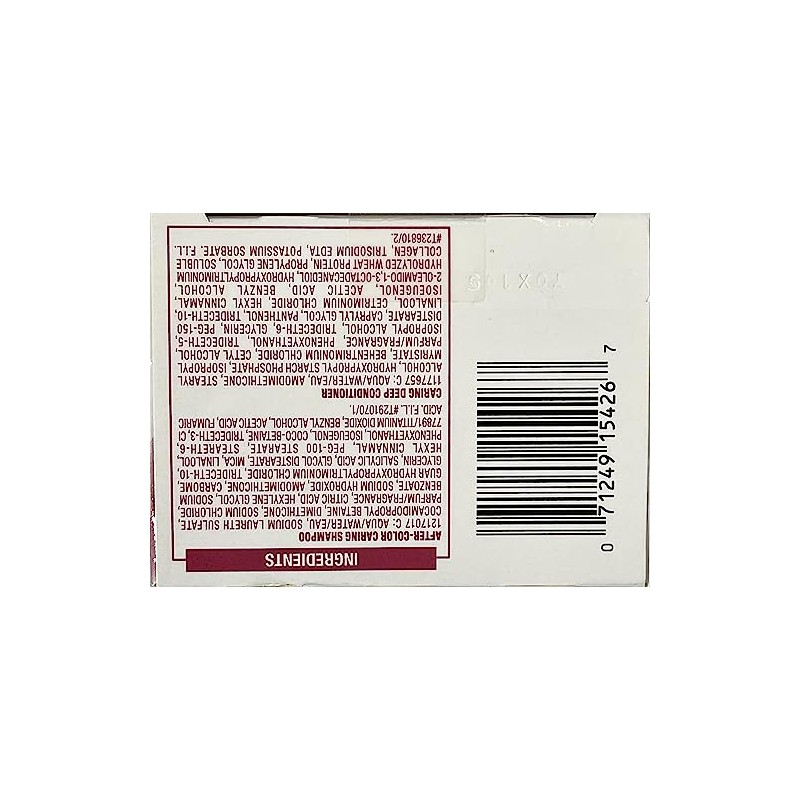 INGREDIENTS
AFTER-COLOR CARING SHAMPOO
1217017 C: AQUA/WATER/EAU, SODIUM LAURETH SULFATE,
COCAMIDOPROPYL BETAINE, DIMETHICONE, SODIUM CHLORIDE,
PARFUM/FRAGRANCE, CITRIC ACID, HEXYLENE GLYCOL, SODIUM
BENZOATE, SODIUM HYDROXIDE, AMODIMETHICONE, CARBOMER,
GUAR HYDROXYPROPYLTRIMONIUM CHLORIDE, TRIDECETH-10,
GLYCERIN, SALICYLIC ACID, GLYCOL DISTEARATE, MICA, LINALOOL,
HEXYL CINNAMAL, PEG-100 STEARATE, STEARETH-6,
PHENOXYETHANOL, ISOEUGENOL, COCO-BETAINE, TRIDECETH-3, CI
77891/TITANIUM DIOXIDE, BENZYL ALCOHOL, ACETIC ACID, FUMARIC
ACID. F.I.L. #T291070/1.
CARING DEEP CONDITIONER
1177657 C: AQUA/WATER/EAU, AMODIMETHICONE, STEARYL
ALCOHOL, HYDROXYPROPYL STARCH PHOSPHATE, ISOPROPYL
MYRISTATE, BEHENTRIMONIUM CHLORIDE, CETYL ALCOHOL,
PARFUM/FRAGRANCE, PHENOXYETHANOL, TRIDECETH-5,
ISOPROPYL ALCOHOL, TRIDECETH-6, GLYCERIN, PEG-150
DISTEARATE, CAPRYLYL GLYCOL, PANTHENOL, TRIDECETH-10,
LINALOOL, CETRIMONIUM CHLORIDE, HEXYL CINNAMAL,
ISOEUGENOL, ACETIC ACID, BENZYL ALCOHOL,
2-OLEAMIDO-1,3-OCTADECANEDIOL, HYDROXYPROPYLTRIMONIUM
HYDROLYZED WHEAT PROTEIN, PROPYLENE GLYCOL, SOLUBLE
COLLAGEN, TRISODIUM EDTA, POTASSIUM SORBATE. F.I.L.
#T236810/2.
0 71249 15426 7